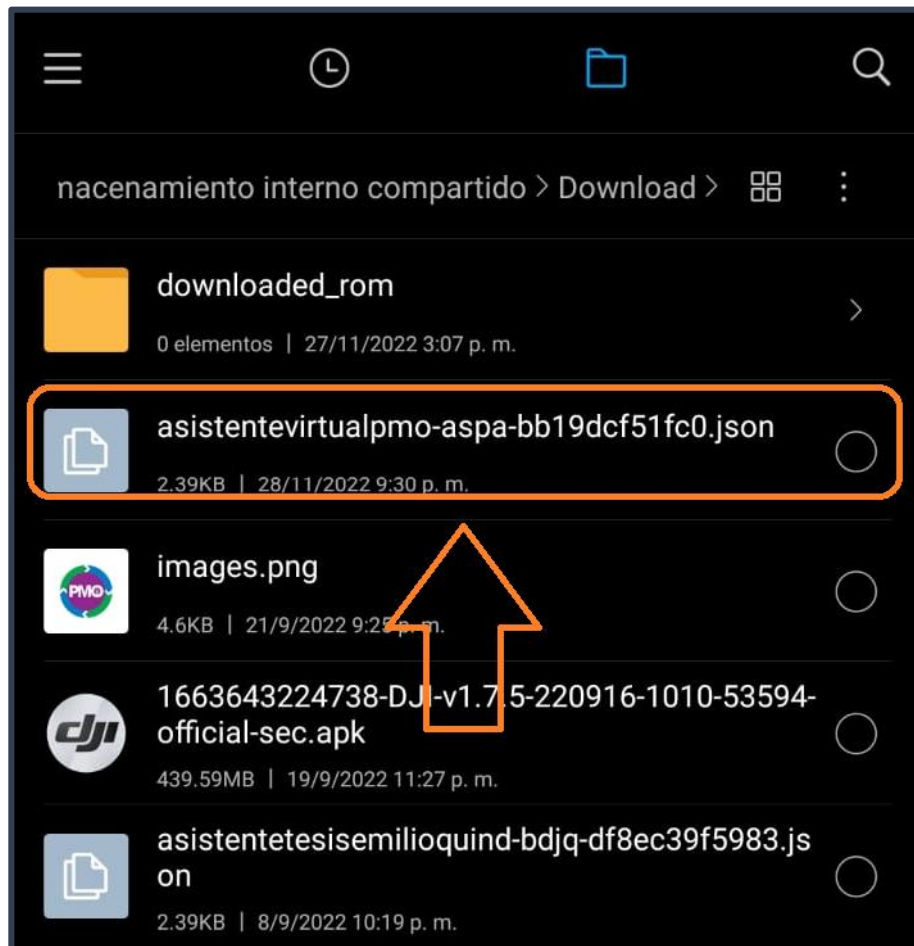 nacenamiento interno compartido > Download >
downloaded_rom
0 elementos | 27/11/2022 3:07 p. m.
asistentevirtualpmo-aspa-bb19dcf51fc0.json
2.39KB | 28/11/2022 9:30 p. m.
images.png
PMO
4.6KB | 21/9/2022 9:25 p. m.
1663643224738-DJI-v1.7.5-220916-1010-53594-
official-sec.apk
dji
439.59MB | 19/9/2022 11:27 p. m.
asistentetesisemilioquind-bdjq-df8ec39f5983.js
on
2.39KB | 8/9/2022 10:19 p. m.